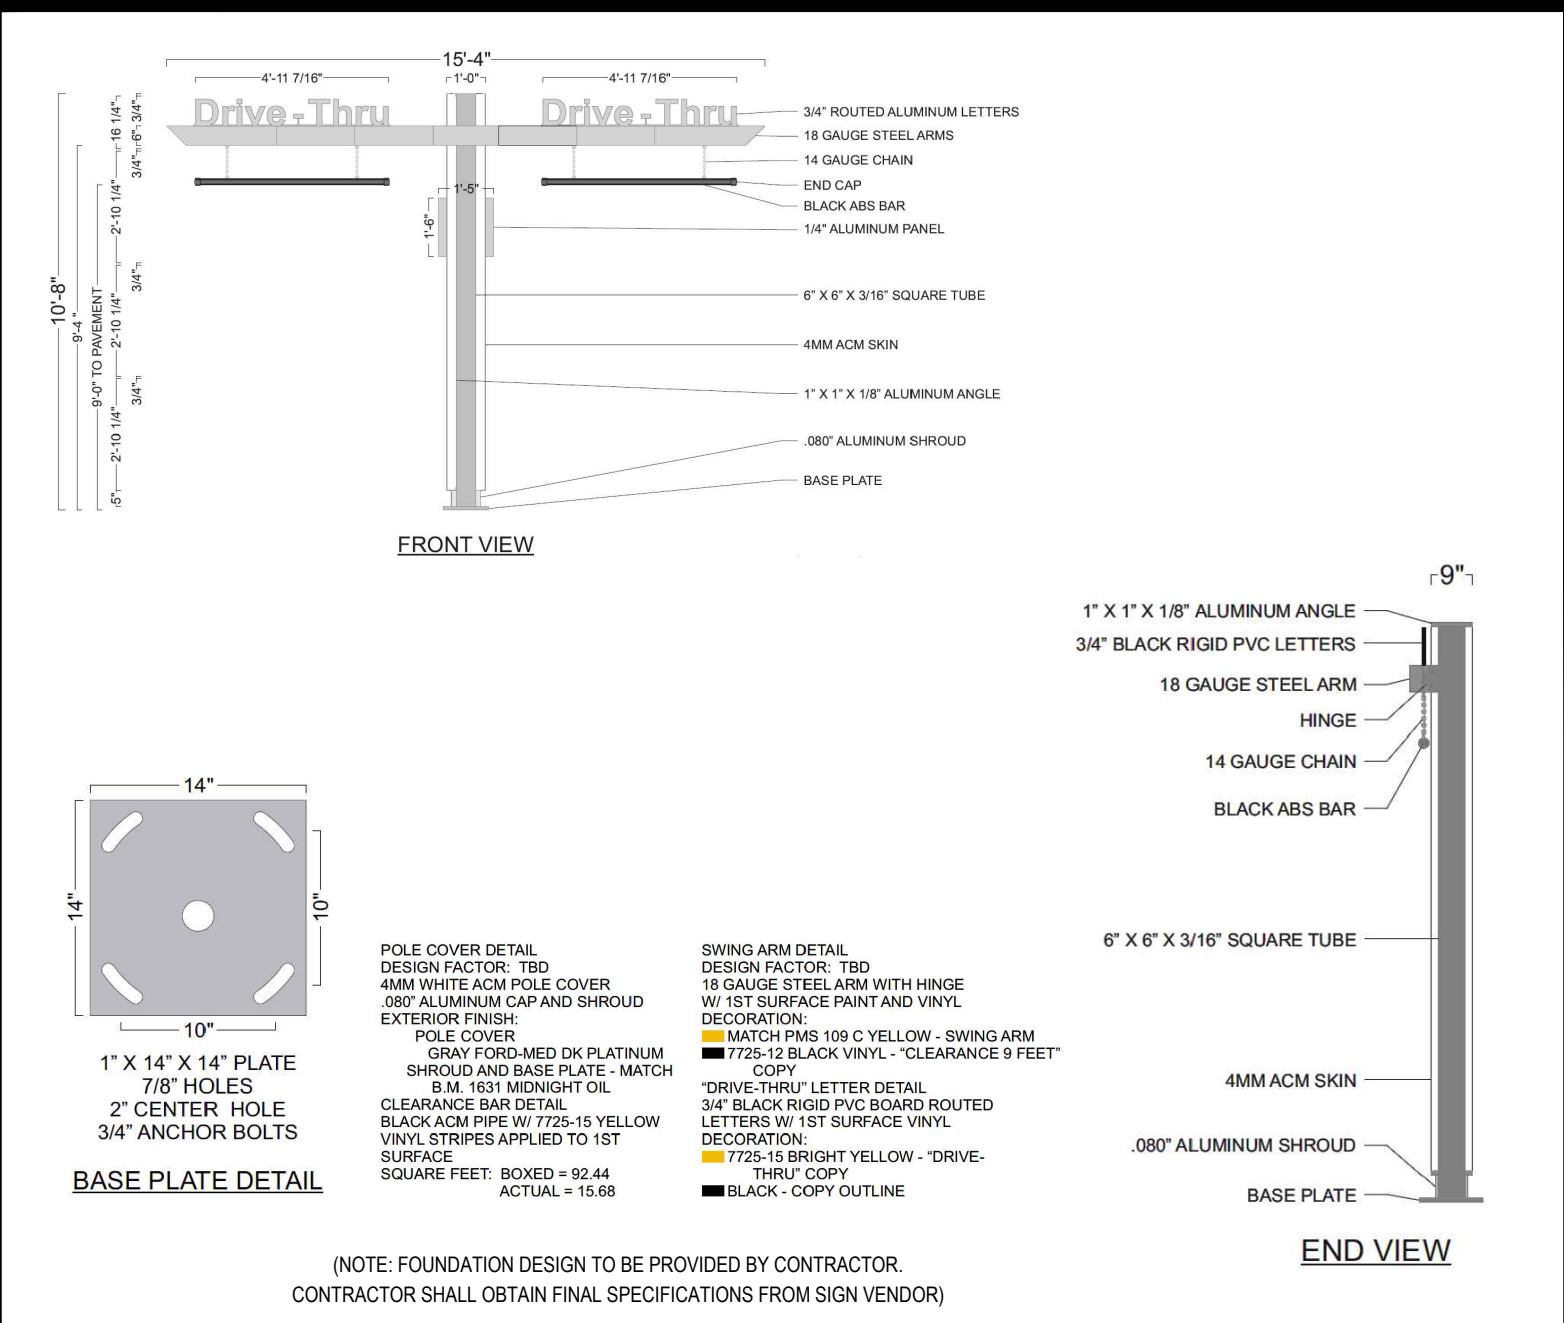 15'-4"
4'-11 7/16"
1'-0"
4'-11 7/16"
Drive-Thru
Drive-Thru
3/4” ROUTED ALUMINUM LETTERS
18 GAUGE STEEL ARMS
14 GAUGE CHAIN
END CAP
BLACK ABS BAR
1/4" ALUMINUM PANEL
6” X 6” X 3/16” SQUARE TUBE
4MM ACM SKIN
1” X 1” X 1/8” ALUMINUM ANGLE
.080” ALUMINUM SHROUD
BASE PLATE
10'-8"
9'-4 "
9'-0" TO PAVEMENT
16 1/4"
2'-10 1/4"
2'-10 1/4"
2'-10 1/4"
5"
3/4"
6"
3/4"
3/4"
3/4"
1'-5"
1'-6"
FRONT VIEW
9"
1” X 1” X 1/8” ALUMINUM ANGLE
3/4” BLACK RIGID PVC LETTERS
18 GAUGE STEEL ARM
HINGE
14 GAUGE CHAIN
BLACK ABS BAR
6” X 6” X 3/16” SQUARE TUBE
4MM ACM SKIN
.080” ALUMINUM SHROUD
BASE PLATE
END VIEW
14"
14"
10"
10"
1” X 14” X 14” PLATE
7/8” HOLES
2” CENTER HOLE
3/4” ANCHOR BOLTS
BASE PLATE DETAIL
POLE COVER DETAIL
DESIGN FACTOR: TBD
4MM WHITE ACM POLE COVER
.080” ALUMINUM CAP AND SHROUD
EXTERIOR FINISH:
POLE COVER
GRAY FORD-MED DK PLATINUM
SHROUD AND BASE PLATE - MATCH
B.M. 1631 MIDNIGHT OIL
CLEARANCE BAR DETAIL
BLACK ACM PIPE W/ 7725-15 YELLOW
VINYL STRIPES APPLIED TO 1ST
SURFACE
SQUARE FEET: BOXED = 92.44
ACTUAL = 15.68
SWING ARM DETAIL
DESIGN FACTOR: TBD
18 GAUGE STEEL ARM WITH HINGE
W/ 1ST SURFACE PAINT AND VINYL
DECORATION:
MATCH PMS 109 C YELLOW - SWING ARM
7725-12 BLACK VINYL - “CLEARANCE 9 FEET”
COPY
“DRIVE-THRU” LETTER DETAIL
3/4” BLACK RIGID PVC BOARD ROUTED
LETTERS W/ 1ST SURFACE VINYL
DECORATION:
7725-15 BRIGHT YELLOW - “DRIVE-
THRU” COPY
BLACK - COPY OUTLINE
(NOTE: FOUNDATION DESIGN TO BE PROVIDED BY CONTRACTOR.
CONTRACTOR SHALL OBTAIN FINAL SPECIFICATIONS FROM SIGN VENDOR)